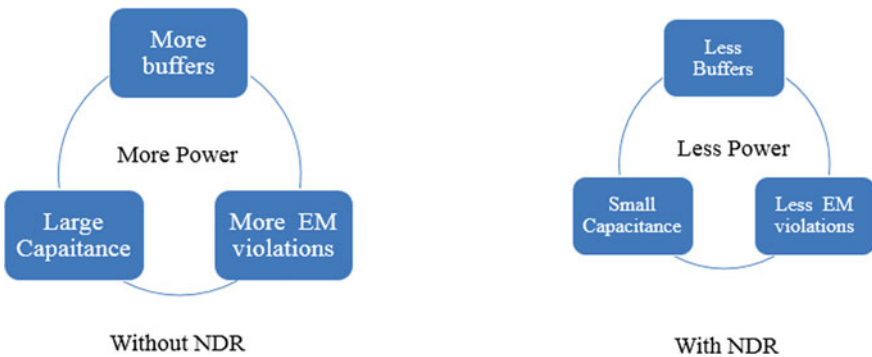 More
buffers
More Power
Large
Capaitance
More EM
violations
Without NDR
Less
Buffers
Less Power
Small
Capacitance
Less EM
violations
With NDR